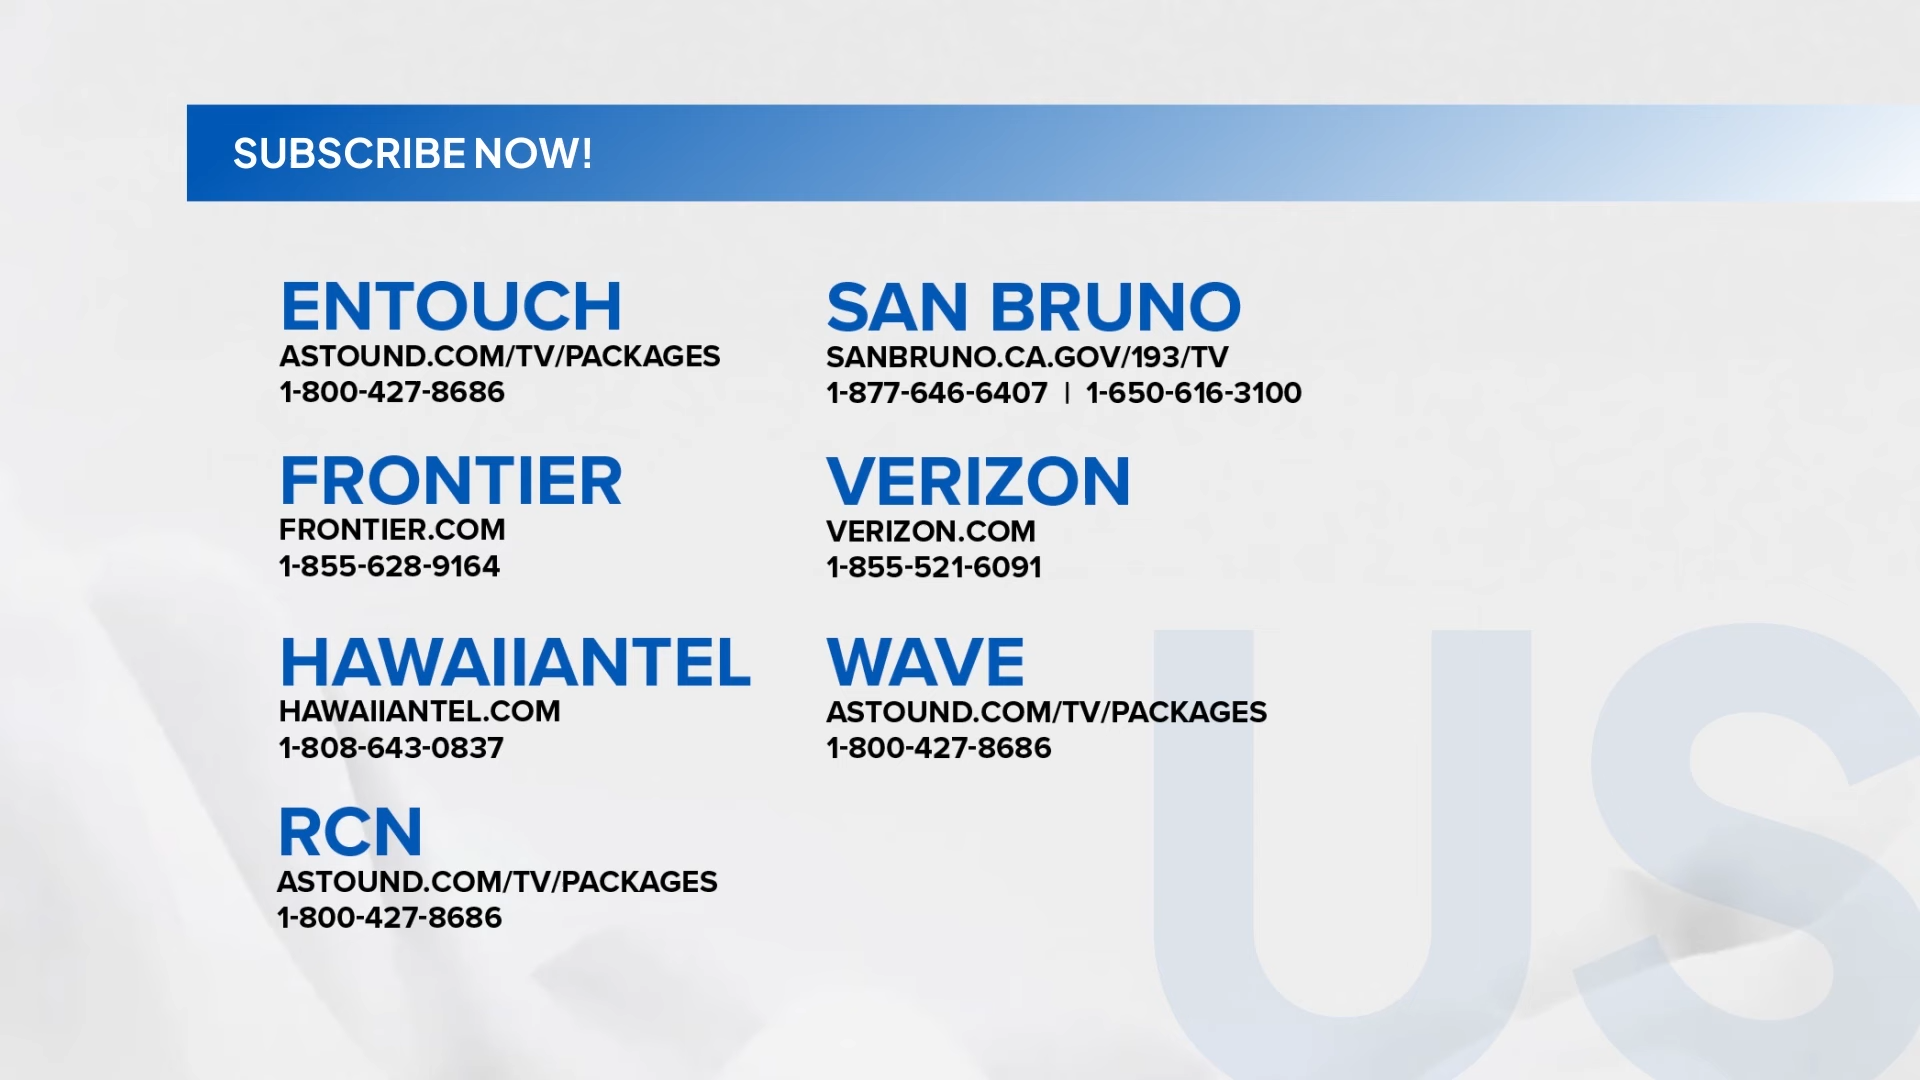 SUBSCRIBE NOW!
ENTOUCH
ASTOUND.COM/TV/PACKAGES
1-800-427-8686
FRONTIER
FRONTIER.COM
1-855-628-9164
HAWAIIANTEL
HAWAIIANTEL.COM
1-808-643-0837
RCN
ASTOUND.COM/TV/PACKAGES
1-800-427-8686
SAN BRUNO
SANBRUNO.CA.GOV/193/TV
1-877-646-6407 | 1-650-616-3100
VERIZON
VERIZON.COM
1-855-521-6091
WAVE
ASTOUND.COM/TV/PACKAGES
1-800-427-8686
US